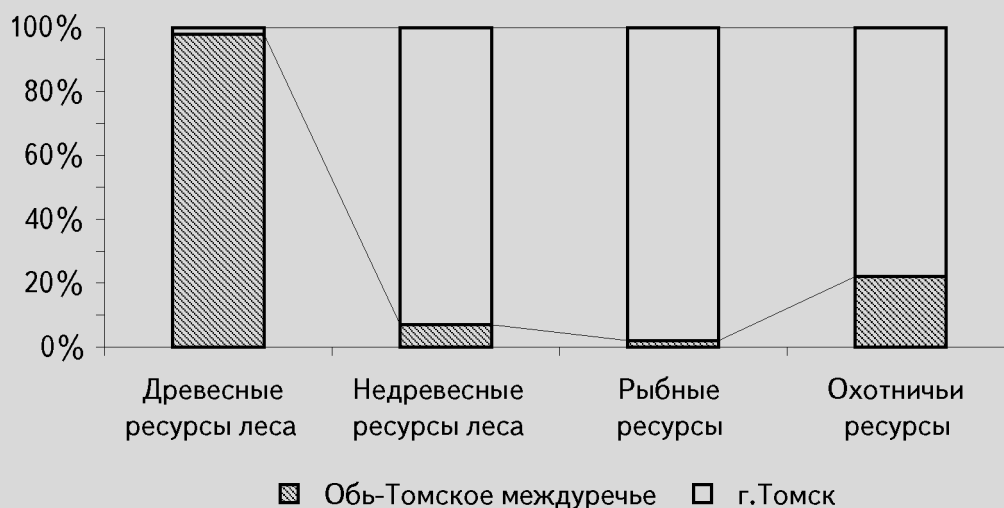 100%
80%
60%
40%
20%
0%
Древесные
ресурсы леса
Недревесные
ресурсы леса
Рыбные
ресурсы
Охотничьи
ресурсы
Обь-Томское междуречье
г.Томск